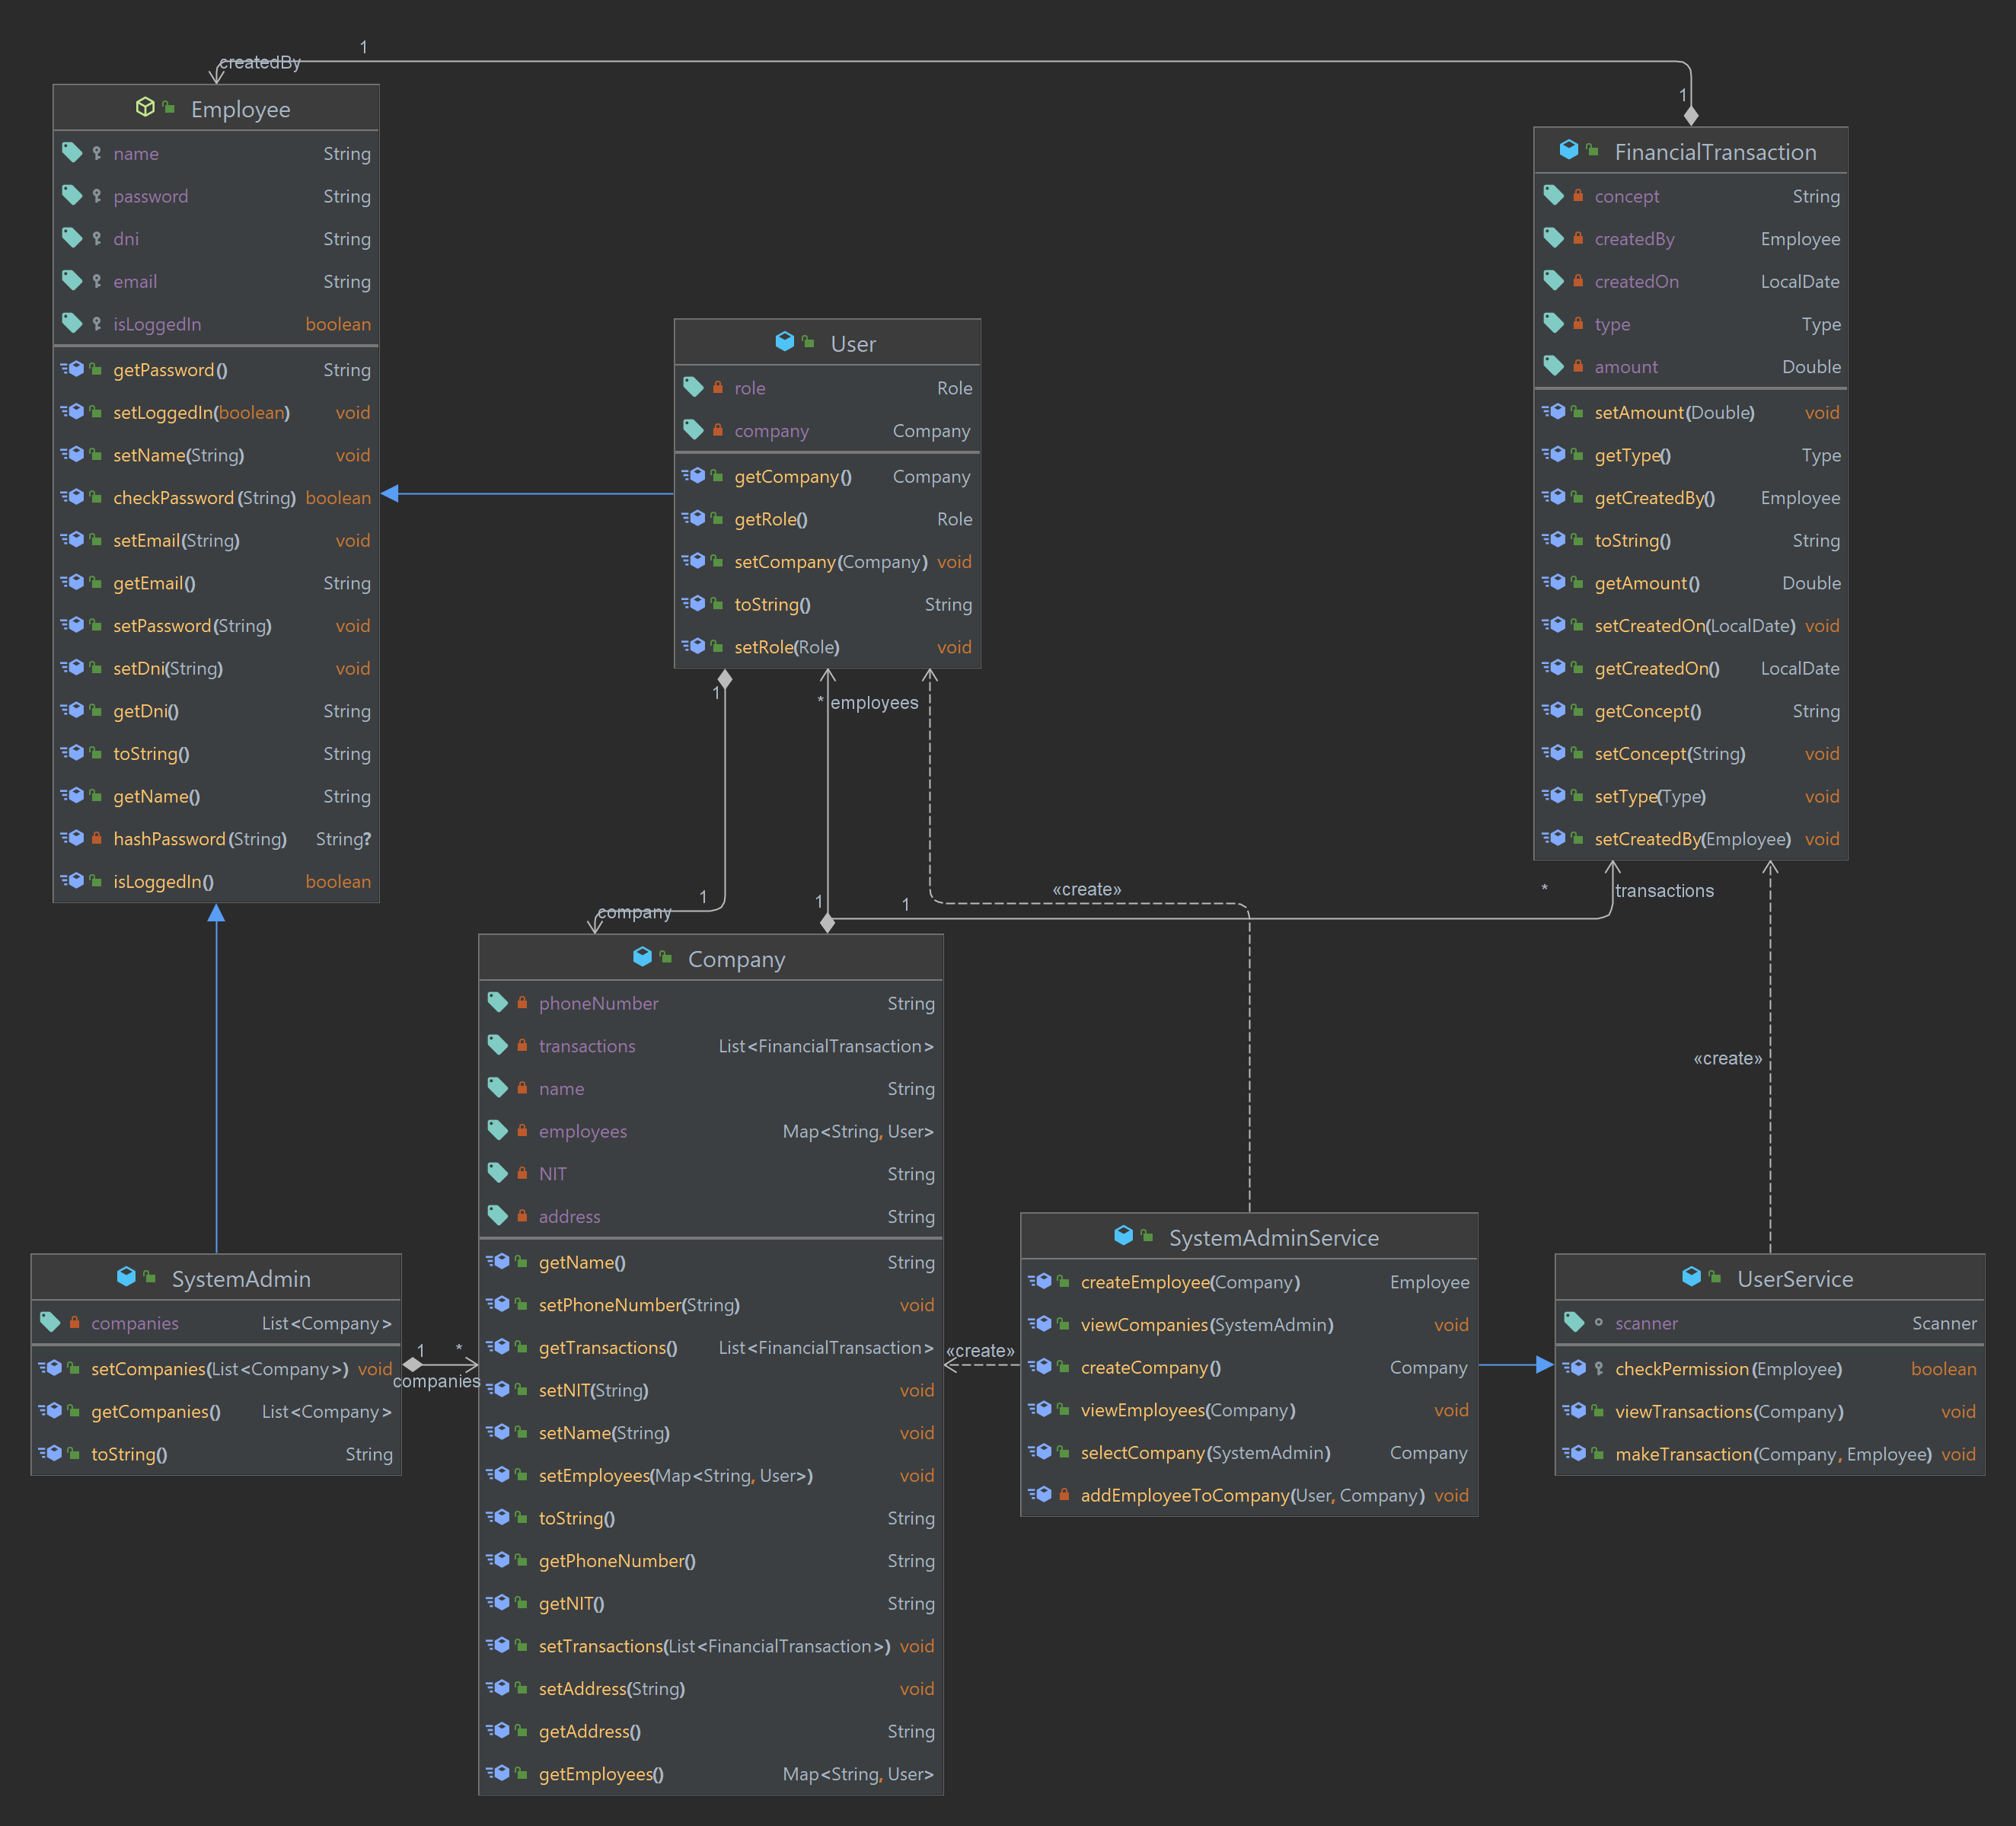 1
createdBy
Employee
name String
password String
dni String
email String
isLoggedIn boolean
getPassword() String
setLoggedIn(boolean) void
setName(String) void
checkPassword(String) boolean
setEmail(String) void
getEmail() String
setPassword(String) void
setDni(String) void
getDni() String
toString() String
getName() String
hashPassword(String) String?
isLoggedIn() boolean
User
role Role
company Company
getCompany() Company
getRole() Role
setCompany(Company) void
toString() String
setRole(Role) void
1
FinancialTransaction
concept String
createdBy Employee
createdOn LocalDate
type Type
amount Double
setAmount(Double) void
getType() Type
getCreatedBy() Employee
toString() String
getAmount() Double
setCreatedOn(LocalDate) void
getCreatedOn() LocalDate
getConcept() String
setConcept(String) void
setType(Type) void
setCreatedBy(Employee) void
1
* employees
«create»
* transactions
1
company
1
1
Company
phoneNumber String
transactions List<FinancialTransaction>
name String
employees Map<String, User>
NIT String
address String
getName() String
setPhoneNumber(String) void
getTransactions() List<FinancialTransaction>
setNIT(String) void
setName(String) void
setEmployees(Map<String, User>) void
toString() String
getPhoneNumber() String
getNIT() String
setTransactions(List<FinancialTransaction>) void
setAddress(String) void
getAddress() String
getEmployees() Map<String, User>
«create»
SystemAdmin
companies List<Company>
setCompanies(List<Company>) void
getCompanies() List<Company>
toString() String
1 *
companies
«create»
SystemAdminService
createEmployee(Company) Employee
viewCompanies(SystemAdmin) void
createCompany() Company
viewEmployees(Company) void
selectCompany(SystemAdmin) Company
addEmployeeToCompany(User, Company) void
UserService
scanner Scanner
checkPermission(Employee) boolean
viewTransactions(Company) void
makeTransaction(Company, Employee) void